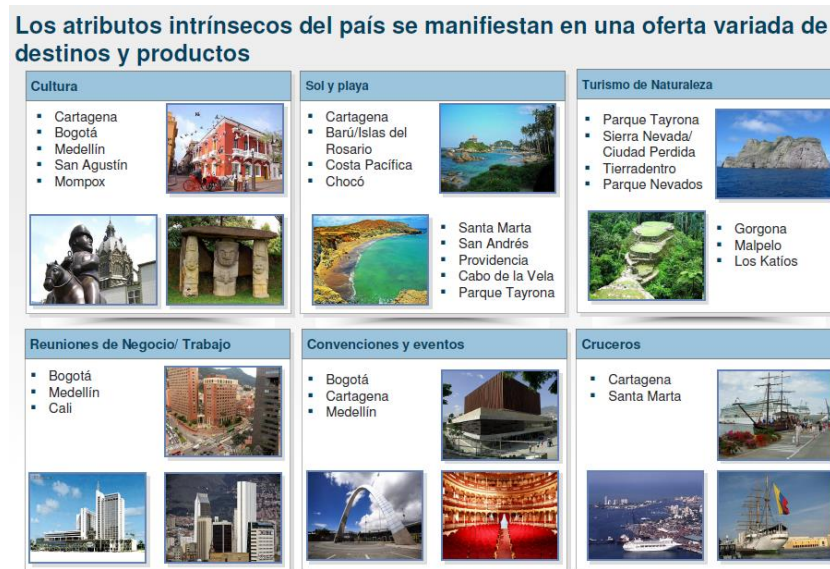 Los atributos intrínsecos del país se manifiestan en una oferta variada de
destinos y productos
Cultura
▪ Cartagena
▪ Bogotá
▪ Medellín
▪ San Agustín
▪ Mompox
Sol y playa
▪ Cartagena
▪ Barú/Islas del
Rosario
▪ Costa Pacífica
▪ Chocó
▪ Santa Marta
▪ San Andrés
▪ Providencia
▪ Cabo de la Vela
▪ Parque Tayrona
Turismo de Naturaleza
▪ Parque Tayrona
▪ Sierra Nevada/
Ciudad Perdida
▪ Tierradentro
▪ Parque Nevados
▪ Gorgona
▪ Malpelo
▪ Los Katíos
Reuniones de Negocio/ Trabajo
▪ Bogotá
▪ Medellín
▪ Cali
Convenciones y eventos
▪ Bogotá
▪ Cartagena
▪ Medellín
Cruceros
▪ Cartagena
▪ Santa Marta